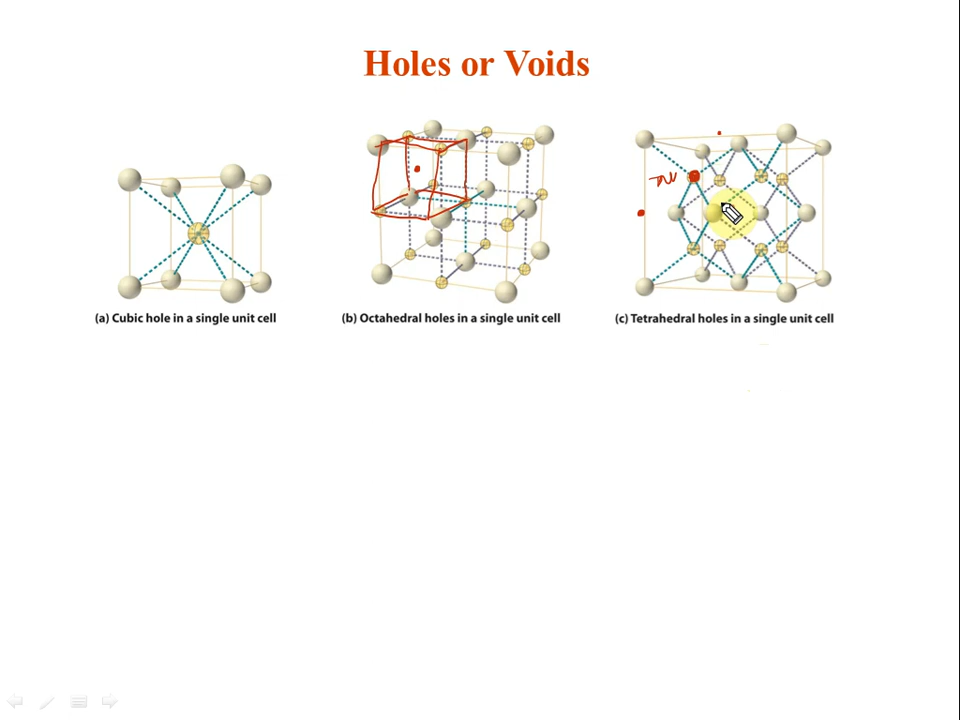 Holes or Voids
(a) Cubic hole in a single unit cell
(b) Octahedral holes in a single unit cell
(c) Tetrahedral holes in a single unit cell